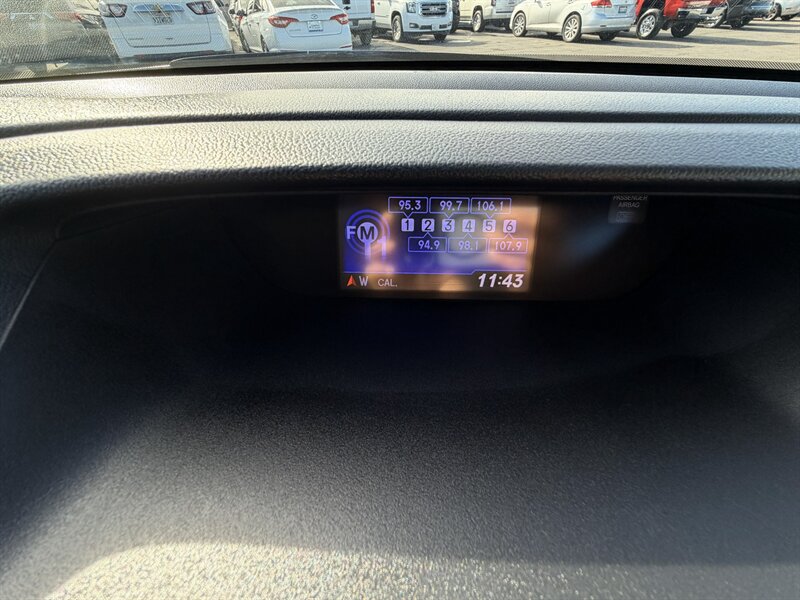 95.3 99.7 106.1
FM 1 2 3 4 5 6
94.9 98.1 107.9
W CAL. 11:43
PASSENGER
AIRBAG